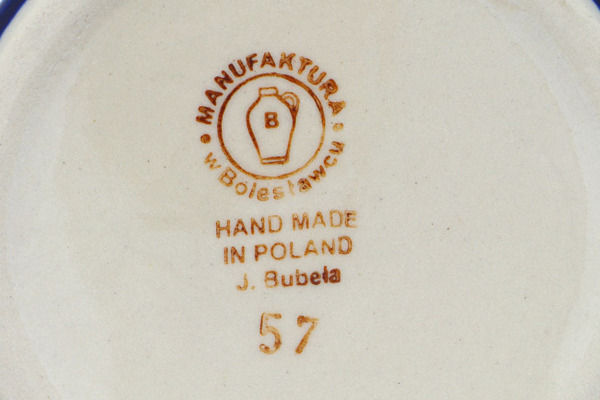 MANUFAKTURA
B
w Bolesławcu
HAND MADE
IN POLAND
J. Bubeła
57